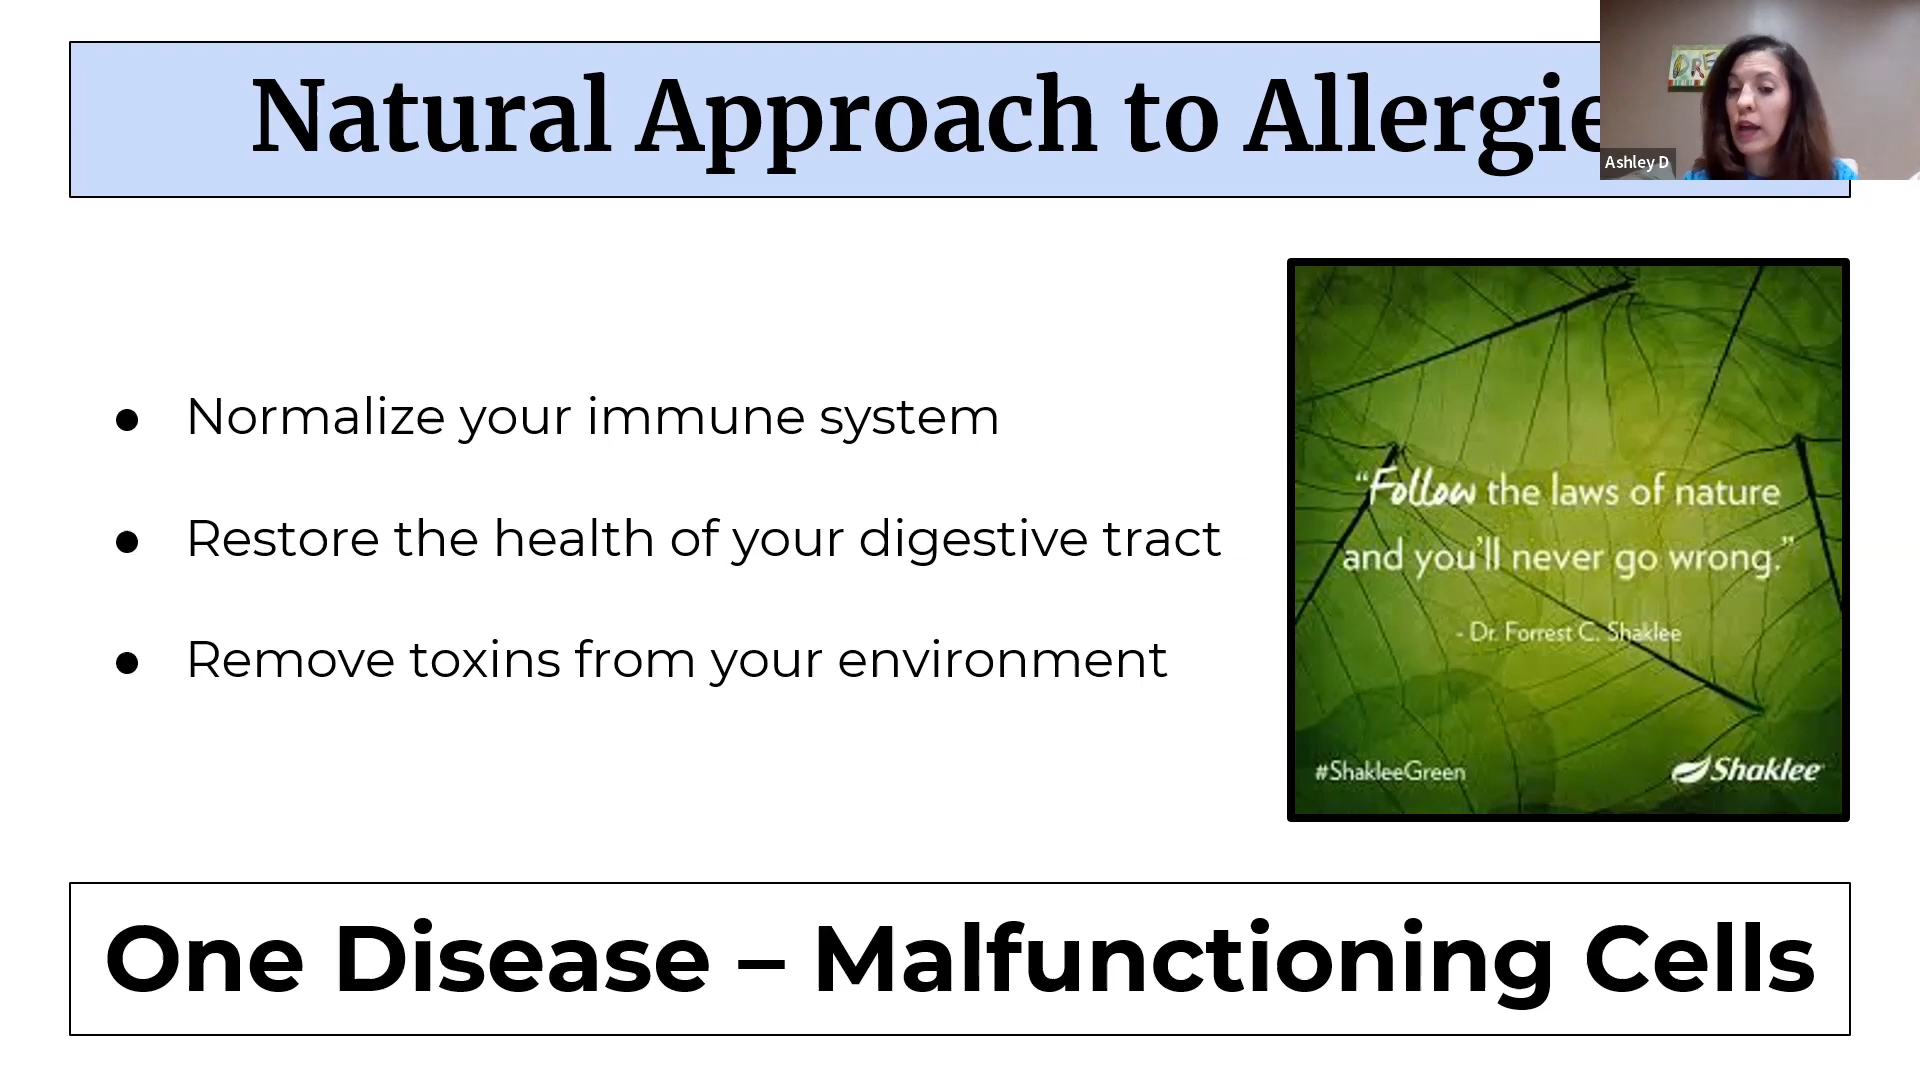 Natural Approach to Allergie
DRE
Ashley D
● Normalize your immune system
● Restore the health of your digestive tract
● Remove toxins from your environment
“Follow the laws of nature
and you’ll never go wrong.”
- Dr. Forrest C. Shaklee
#ShakleeGreen
Shaklee
One Disease – Malfunctioning Cells